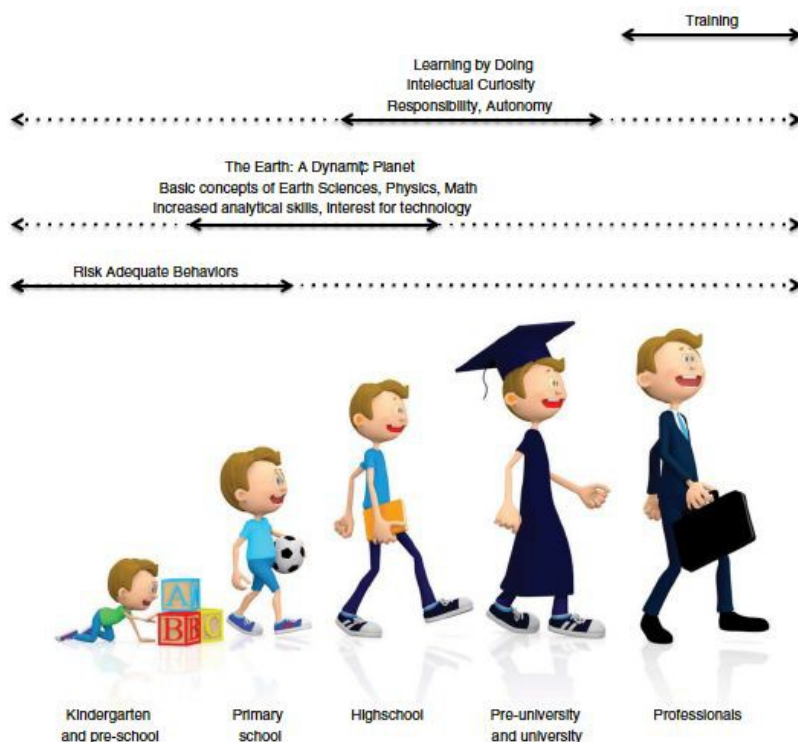 Training
Learning by Doing
Intelectual Curiosity
Responsibility, Autonomy
The Earth: A Dynamic Planet
Basic concepts of Earth Sciences, Physics, Math
Increased analytical skills, Interest for technology
Risk Adequate Behaviors
A
B B C
Kindergarten
and pre-school
Primary
school
Highschool
Pre-university
and university
Professionals